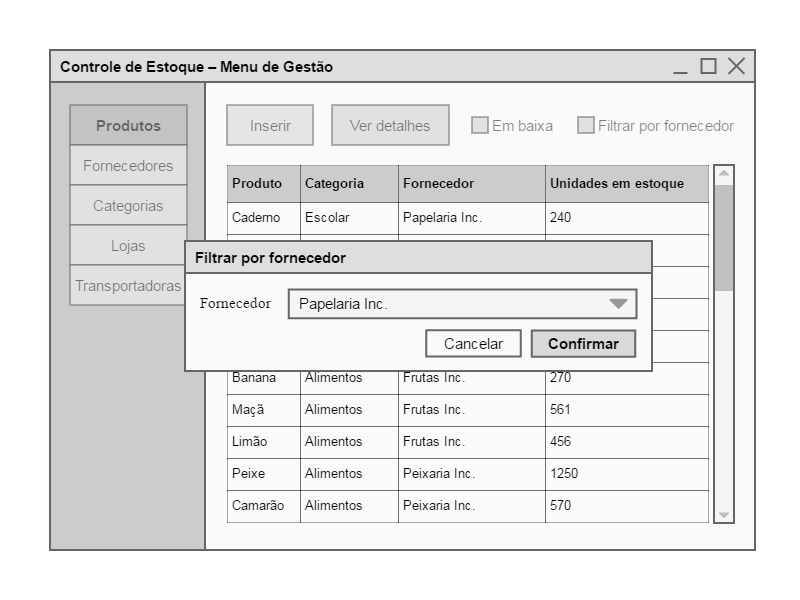 Controle de Estoque – Menu de Gestão
Produtos
Fornecedores
Categorias
Lojas
Transportadoras
Inserir Ver detalhes Em baixa Filtrar por fornecedor
Produto Categoria Fornecedor Unidades em estoque
Caderno Escolar Papelaria Inc. 240
Filtrar por fornecedor
Fornecedor Papelaria Inc.
Cancelar Confirmar
Banana Alimentos Frutas Inc. 270
Maçã Alimentos Frutas Inc. 561
Limão Alimentos Frutas Inc. 456
Peixe Alimentos Peixaria Inc. 1250
Camarão Alimentos Peixaria Inc. 570